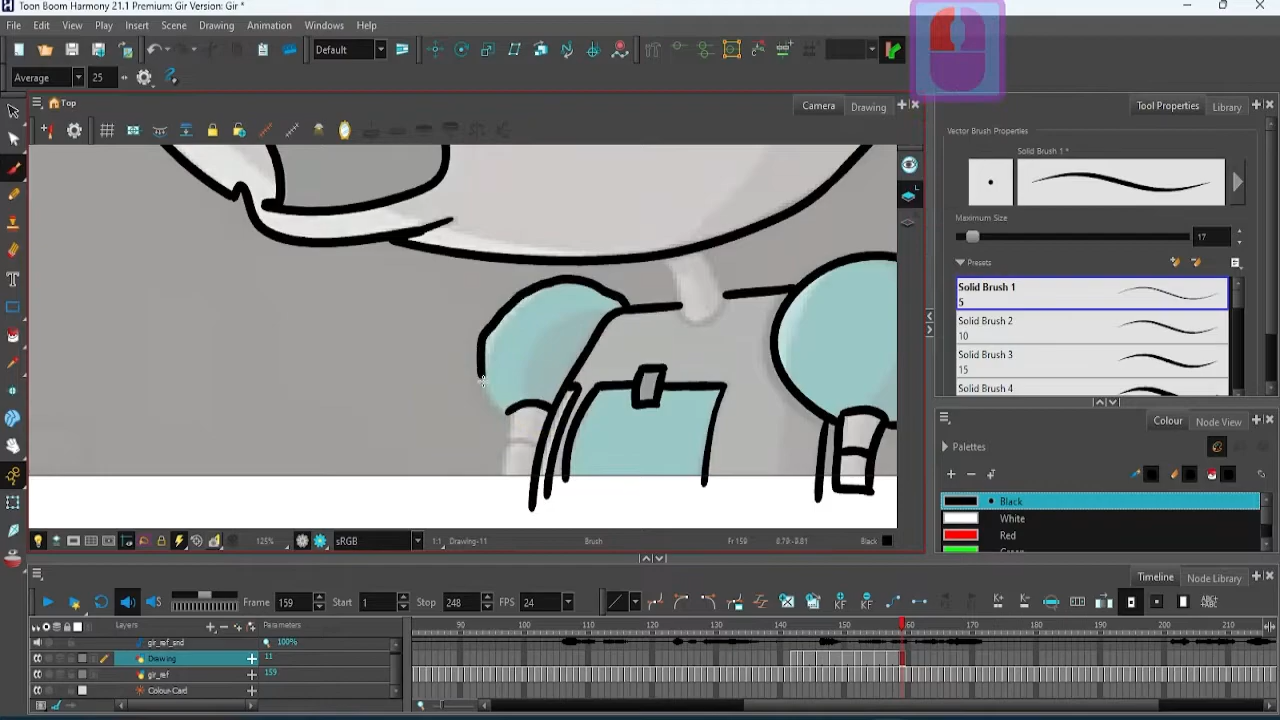 Toon Boom Harmony 21.1 Premium: Gir Version: Gir *
File Edit View Play Insert Scene Drawing Animation Windows Help
Default
Average 25
Top Camera Drawing
Tool Properties Library
Vector Brush Properties
Solid Brush 1 *
Maximum Size
17
Presets
Solid Brush 1
5
Solid Brush 2
10
Solid Brush 3
15
Solid Brush 4
Colour Node View
Palettes
Black
White
Red
Green
125% sRGB 1:1 Drawing-11 Brush Fr 159 Black
Timeline Node Library
Frame 159 Start 1 Stop 248 FPS 24
Layers Parameters
90 100 110 120 130 140 150 160 170 180 190 200 210
gir_ref_snd 100%
Drawing 11
gir_ref 159
Colour-Card